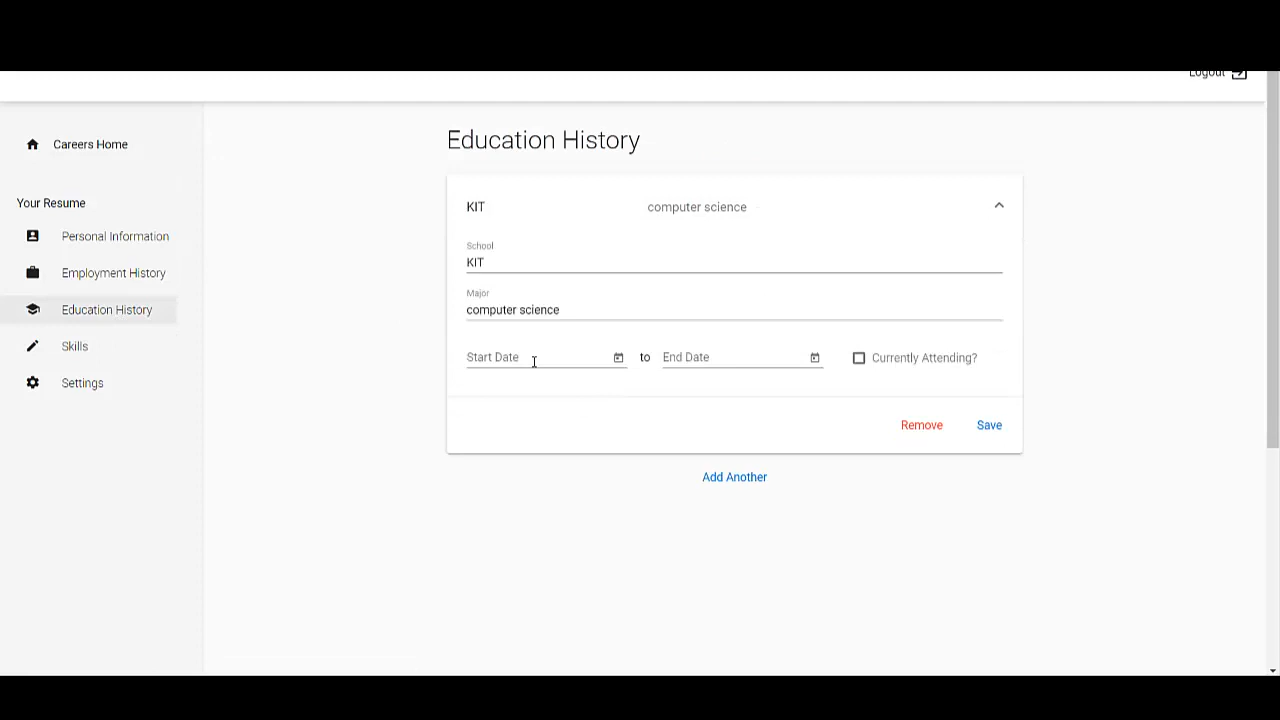 Logout
Careers Home
Your Resume
Personal Information
Employment History
Education History
Skills
Settings
Education History
KIT computer science
School
KIT
Major
computer science
Start Date to End Date Currently Attending?
Remove Save
Add Another